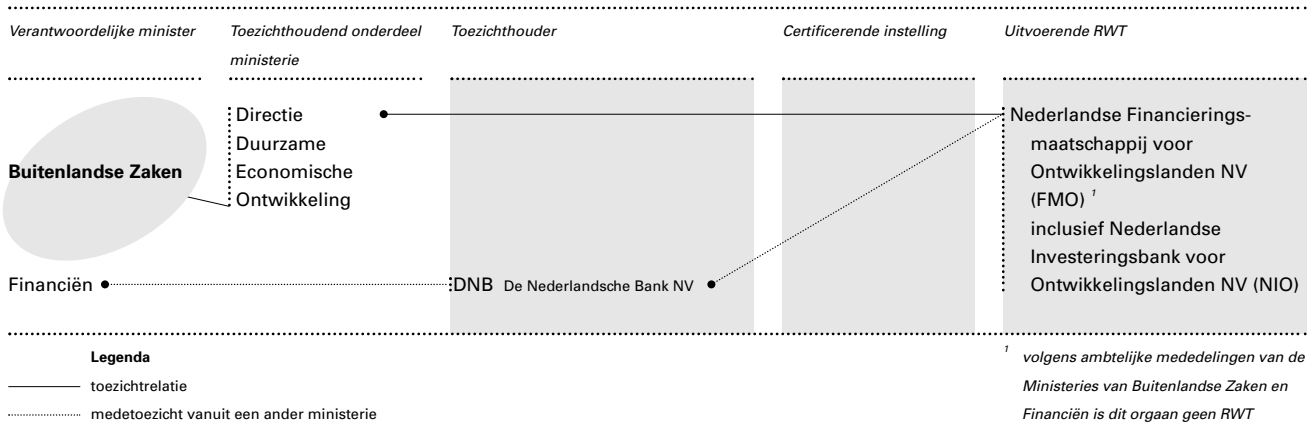 Verantwoordelijke minister
Toezichthoudend onderdeel
ministerie
Toezichthouder
Certificerende instelling
Uitvoerende RWT
Buitenlandse Zaken
Directie
Duurzame
Economische
Ontwikkeling
Nederlandse Financierings-
maatschappij voor
Ontwikkelingslanden NV
(FMO) 1
inclusief Nederlandse
Investeringsbank voor
Ontwikkelingslanden NV (NIO)
Financiën
DNB De Nederlandsche Bank NV
Legenda
toezichtrelatie
medetoezicht vanuit een ander ministerie
1 volgens ambtelijke mededelingen van de
Ministeries van Buitenlandse Zaken en
Financiën is dit orgaan geen RWT